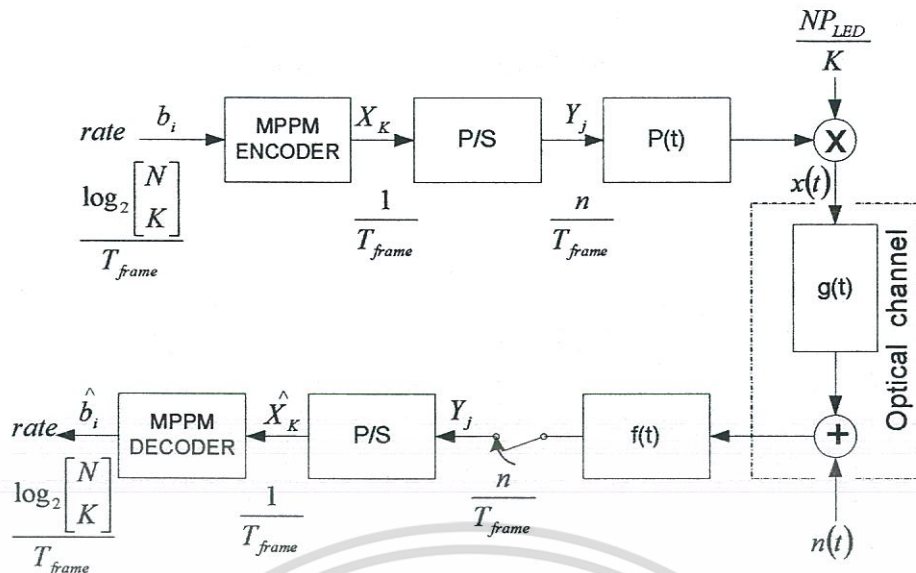 NP_LED
K
rate
b_i
MPPM ENCODER
X_K
P/S
Y_j
P(t)
X
x(t)
log_2 [N K]
T_frame
1
T_frame
n
T_frame
g(t)
Optical channel
rate
b̂_i
MPPM DECODER
X̂_K
P/S
Y_j
f(t)
+
log_2 [N K]
T_frame
1
T_frame
n
T_frame
n(t)